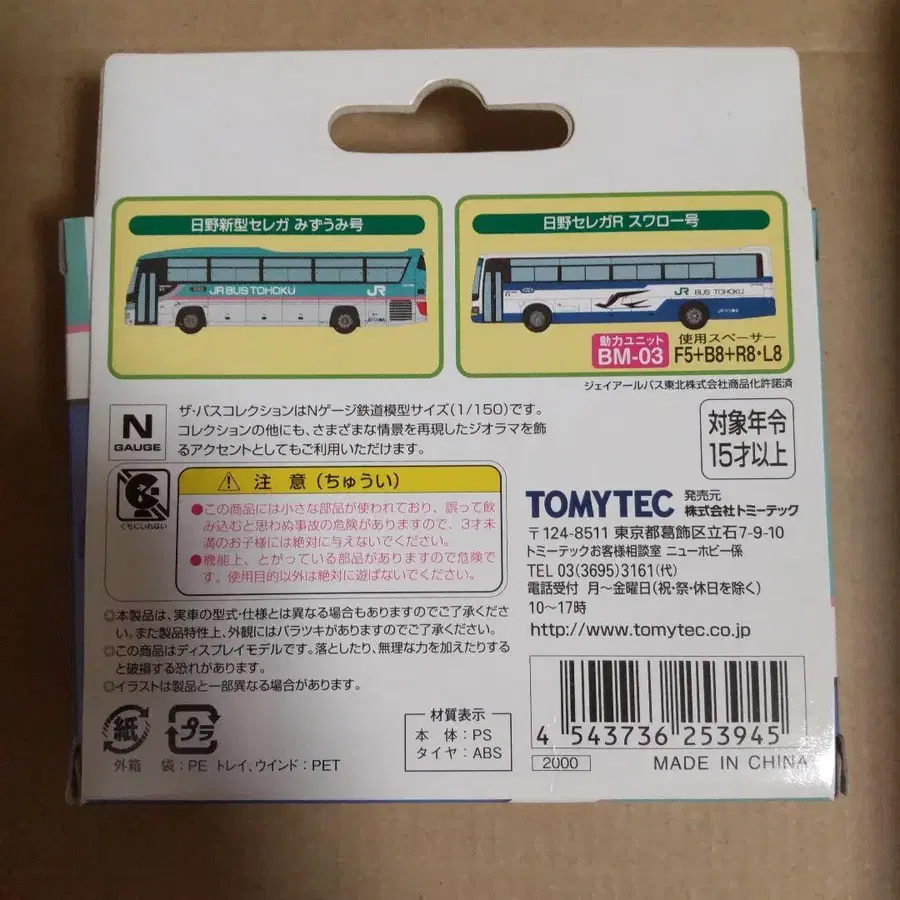 日野新型セレガ みずうみ号
JR BUS TOHOKU
JR
日野セレガR スワロー号
JR BUS TOHOKU
動力ユニット
BM-03
使用スペーサー
F5+B8+R8・L8
ジェイアールバス東北株式会社商品化許諾済
N
GAUGE
ザ・バスコレクションはNゲージ鉄道模型サイズ(1/150)です。
コレクションの他にも、さまざまな情景を再現したジオラマを飾
るアクセントとしてもご利用いただけます。
対象年令
15才以上
くちにいれない
注 意 (ちゅうい)
●この商品には小さな部品が使われており、誤って飲
み込むと思わぬ事故の危険がありますので、3才未
満のお子様には絶対に与えないでください。
●機能上、とがっている部品がありますので危険で
す。使用目的以外は絶対に遊ばないでください。
TOMYTEC
発売元
株式会社トミーテック
〒124-8511 東京都葛飾区立石7-9-10
トミーテックお客様相談室 ニューホビー係
TEL 03(3695)3161(代)
電話受付 月〜金曜日(祝・祭・休日を除く)
10〜17時
http://www.tomytec.co.jp
◎本製品は、実車の型式・仕様とは異なる場合もありますのでご了承くださ
い。また製品特性上、外観にはバラツキがありますのでご了承ください。
◎この商品はディスプレイモデルです。落としたり、無理な力を加えたりする
と破損する恐れがあります。
◎イラストは製品と一部異なる場合があります。
紙
プラ
外箱 袋:PE トレイ、ウインド:PET
材質表示
本 体:PS
タイヤ:ABS
4 543736 253945
2000
MADE IN CHINA